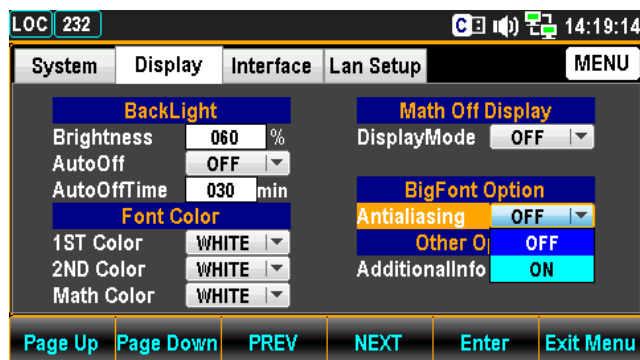 LOC 232 C 14:19:14
System Display Interface Lan Setup MENU
BackLight
Brightness 060 %
AutoOff OFF
AutoOffTime 030 min
Font Color
1ST Color WHITE
2ND Color WHITE
Math Color WHITE
Math Off Display
DisplayMode OFF
BigFont Option
Antialiasing OFF
OFF
ON
Other O
AdditionalInfo
Page Up Page Down PREV NEXT Enter Exit Menu